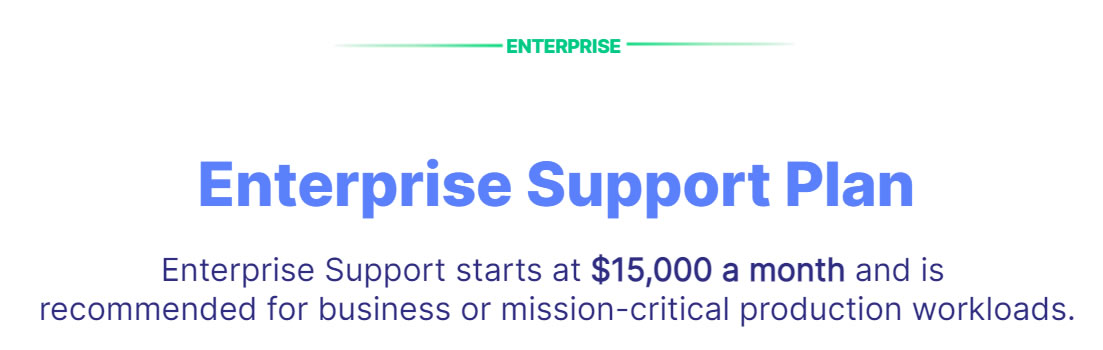 ENTERPRISE
Enterprise Support Plan
Enterprise Support starts at $15,000 a month and is
recommended for business or mission-critical production workloads.